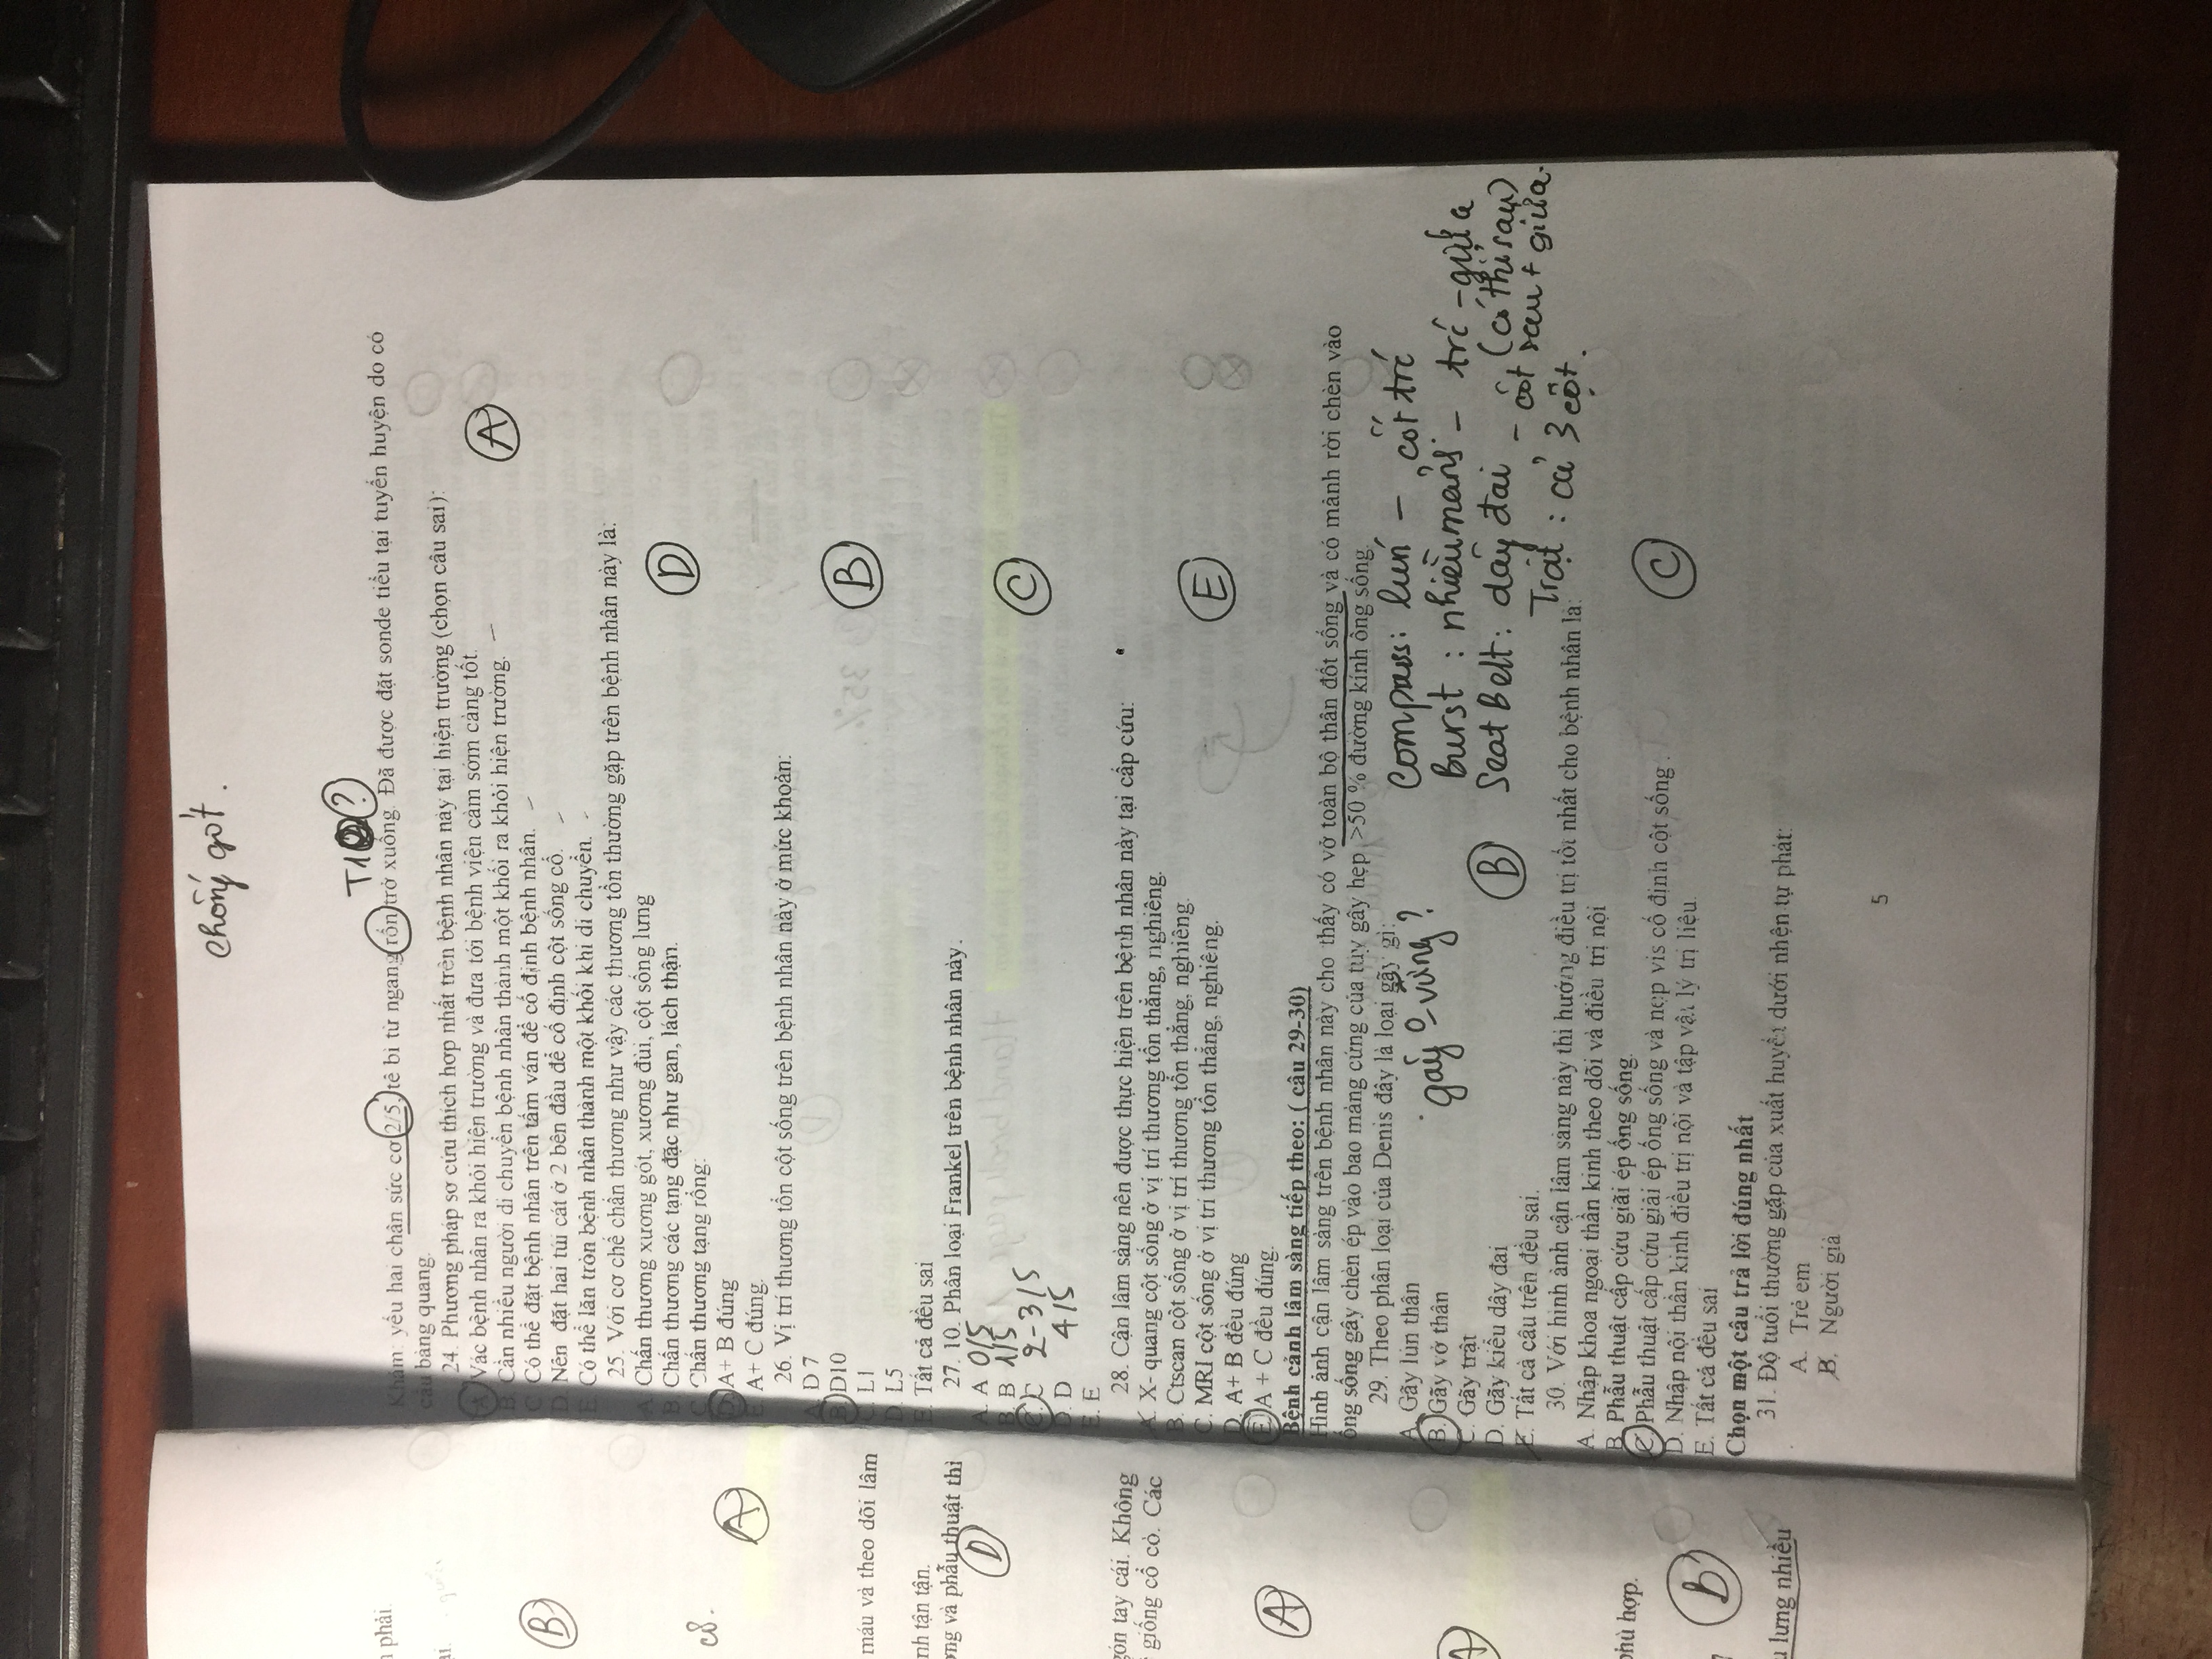 chống gót.
T10 ?
Khám: yếu hai chân sức cơ 2/5, tê bì từ ngang rốn trở xuống. Đã được đặt sonde tiểu tại tuyến huyện do có
cầu bàng quang.
24. Phương pháp sơ cứu thích hợp nhất trên bệnh nhân này tại hiện trường (chọn câu sai):
A. Vác bệnh nhân ra khỏi hiện trường và đưa tới bệnh viện càm sớm càng tốt.
B. Cần nhiều người di chuyển bệnh nhân thành một khối ra khỏi hiện trường.
A
C. Có thể đặt bệnh nhân trên tấm ván để cố định bệnh nhân.
D. Nên đặt hai túi cát ở 2 bên đầu để cố định cột sống cổ.
E. Có thể lăn tròn bệnh nhân thành một khối khi di chuyển.
25. Với cơ chế chấn thương như vậy các thương tổn thường gặp trên bệnh nhân này là:
A. Chấn thương xương gót, xương đùi, cột sống lưng
B. Chấn thương các tạng đặc như gan, lách thận.
D
C. Chấn thương tạng rỗng:
D. A+ B đúng
E. A+ C đúng.
26. Vị trí thương tổn cột sống trên bệnh nhân này ở mức khoản:
A. D 7
B. D10
B
C. L1
D. L5
E. Tất cả đều sai
27. 10. Phân loại Frankel trên bệnh nhân này.
A. A 0/5
B. B 1/5
C. C 2-3/5
C
D. D 4/5
E. E
28. Cận lâm sàng nên được thực hiện trên bệnh nhân này tại cấp cứu:
A. X- quang cột sống ở vị trí thương tổn thẳng, nghiêng.
B. Ctscan cột sống ở vị trí thương tổn thẳng, nghiêng.
C. MRI cột sống ở vị trí thương tổn thẳng, nghiêng.
E
D. A+ B đều đúng
E. A + C đều đúng.
Bệnh cảnh lâm sàng tiếp theo: ( câu 29-30)
Hình ảnh cận lâm sàng trên bệnh nhân này cho thấy có vỡ toàn bộ thân đốt sống và có mảnh rời chèn vào
ống sống gây chèn ép vào bao màng cứng của tủy gây hẹp >50 % đường kính ống sống.
29. Theo phân loại của Denis đây là loại gãy gì:
A. Gãy lún thân
B. Gãy vỡ thân
C. Gãy trật
D. Gãy kiểu dây đai
E. Tất cả câu trên đều sai.
gãy o vững?
B
Compress: lún - cột trc
Burst: nhiều mảnh - trc - giữa
(có thể sau)
Seat Belt: dây đai - cột sau + giữa.
Trật: cả 3 cột.
30. Với hình ảnh cận lâm sàng này thì hướng điều trị tốt nhất cho bệnh nhân là:
A. Nhập khoa ngoại thần kinh theo dõi và điều trị nội
B. Phẫu thuật cấp cứu giãi ép ống sống.
C. Phẫu thuật cấp cứu giải ép ống sống và nẹp vis cố định cột sống .
C
D. Nhập nội thần kinh điều trị nội và tập vật lý trị liệu.
E. Tất cả đều sai
Chọn một câu trả lời đúng nhất
31. Độ tuổi thường gặp của xuất huyết dưới nhện tự phát:
A. Trẻ em
B. Người già
5
phải.
B
cổ.
A
máu và theo dõi lâm
tận tận.
và phẫu thuật thì
D
tay cái. Không
giống cổ cò. Các
A
A
phù hợp.
B
lưng nhiều